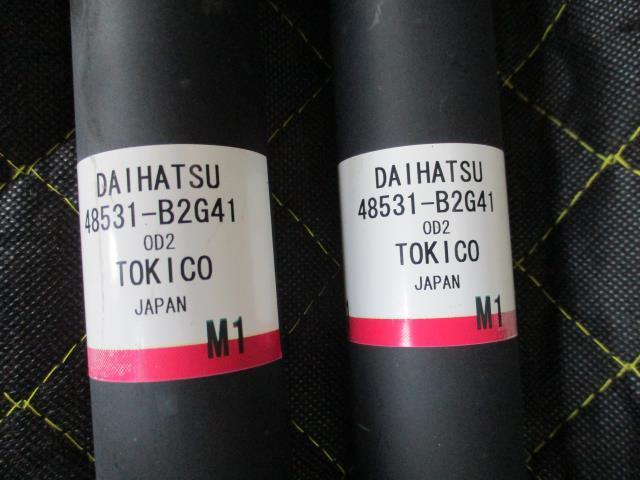 DAIHATSU
48531-B2G41
OD2
TOKICO
JAPAN
M1
DAIHATSU
48531-B2G41
OD2
TOKICO
JAPAN
M1